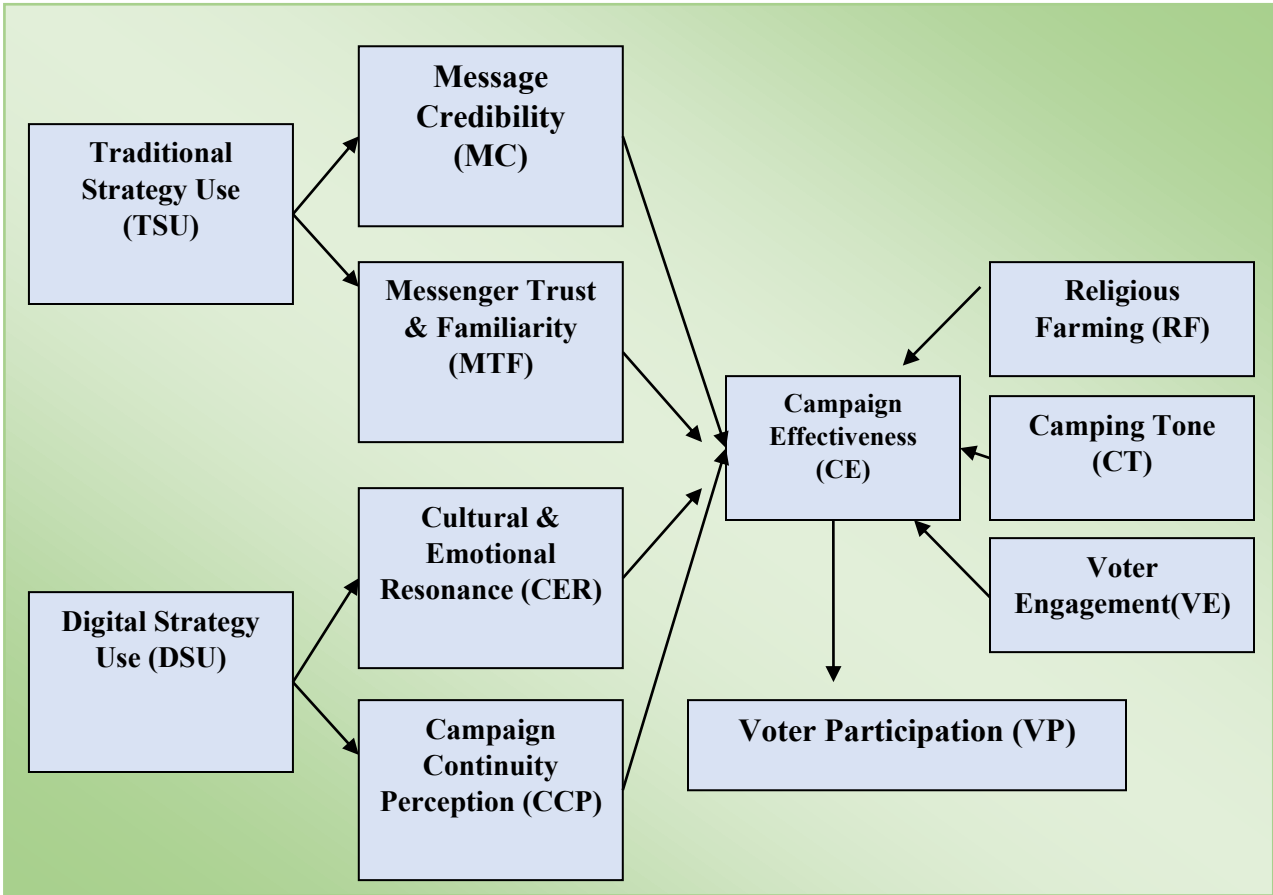 Traditional
Strategy Use
(TSU)
Digital Strategy
Use (DSU)
Message
Credibility
(MC)
Messenger Trust
& Familiarity
(MTF)
Cultural &
Emotional
Resonance (CER)
Campaign
Continuity
Perception (CCP)
Campaign
Effectiveness
(CE)
Religious
Farming (RF)
Camping Tone
(CT)
Voter
Engagement(VE)
Voter Participation (VP)